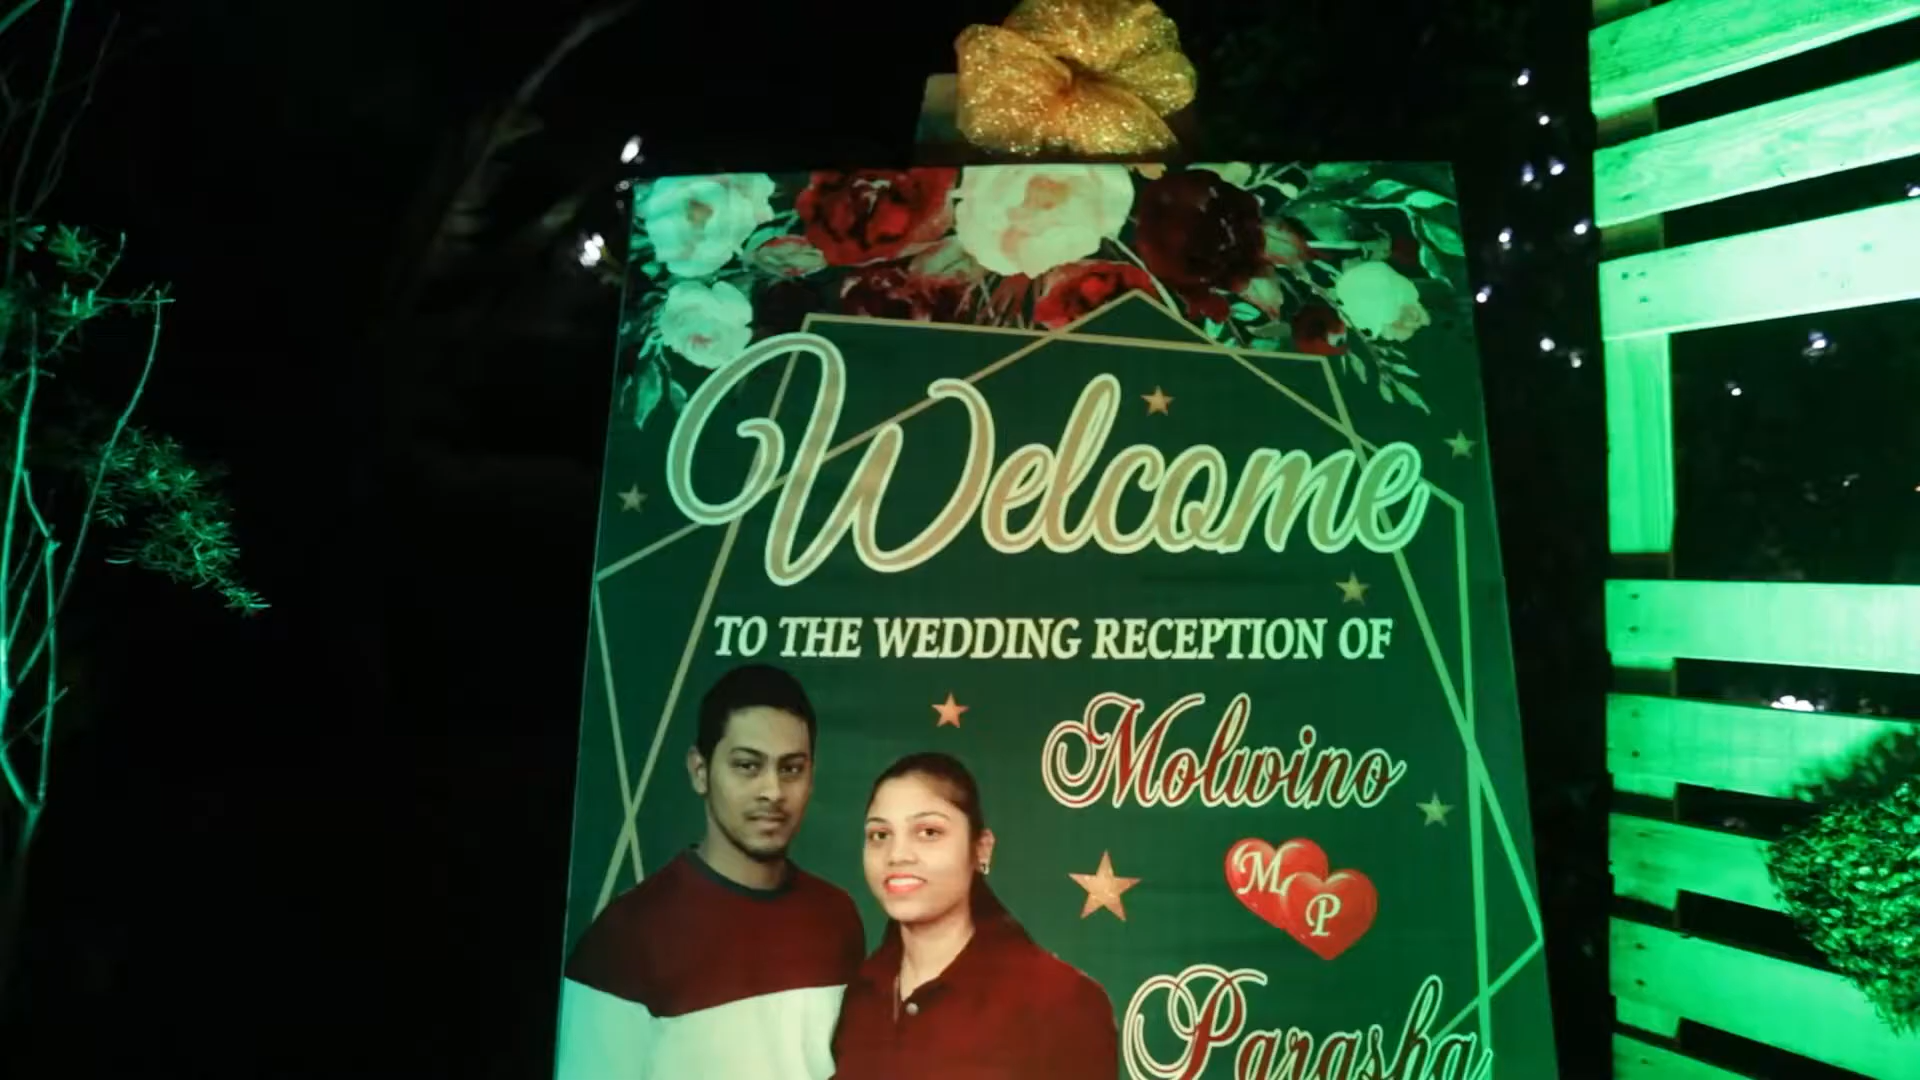 Welcome
TO THE WEDDING RECEPTION OF
Molwino
M
P
Parasha